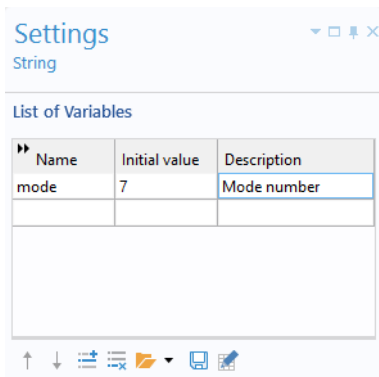 Settings
String
List of Variables
Name Initial value Description
mode 7 Mode number